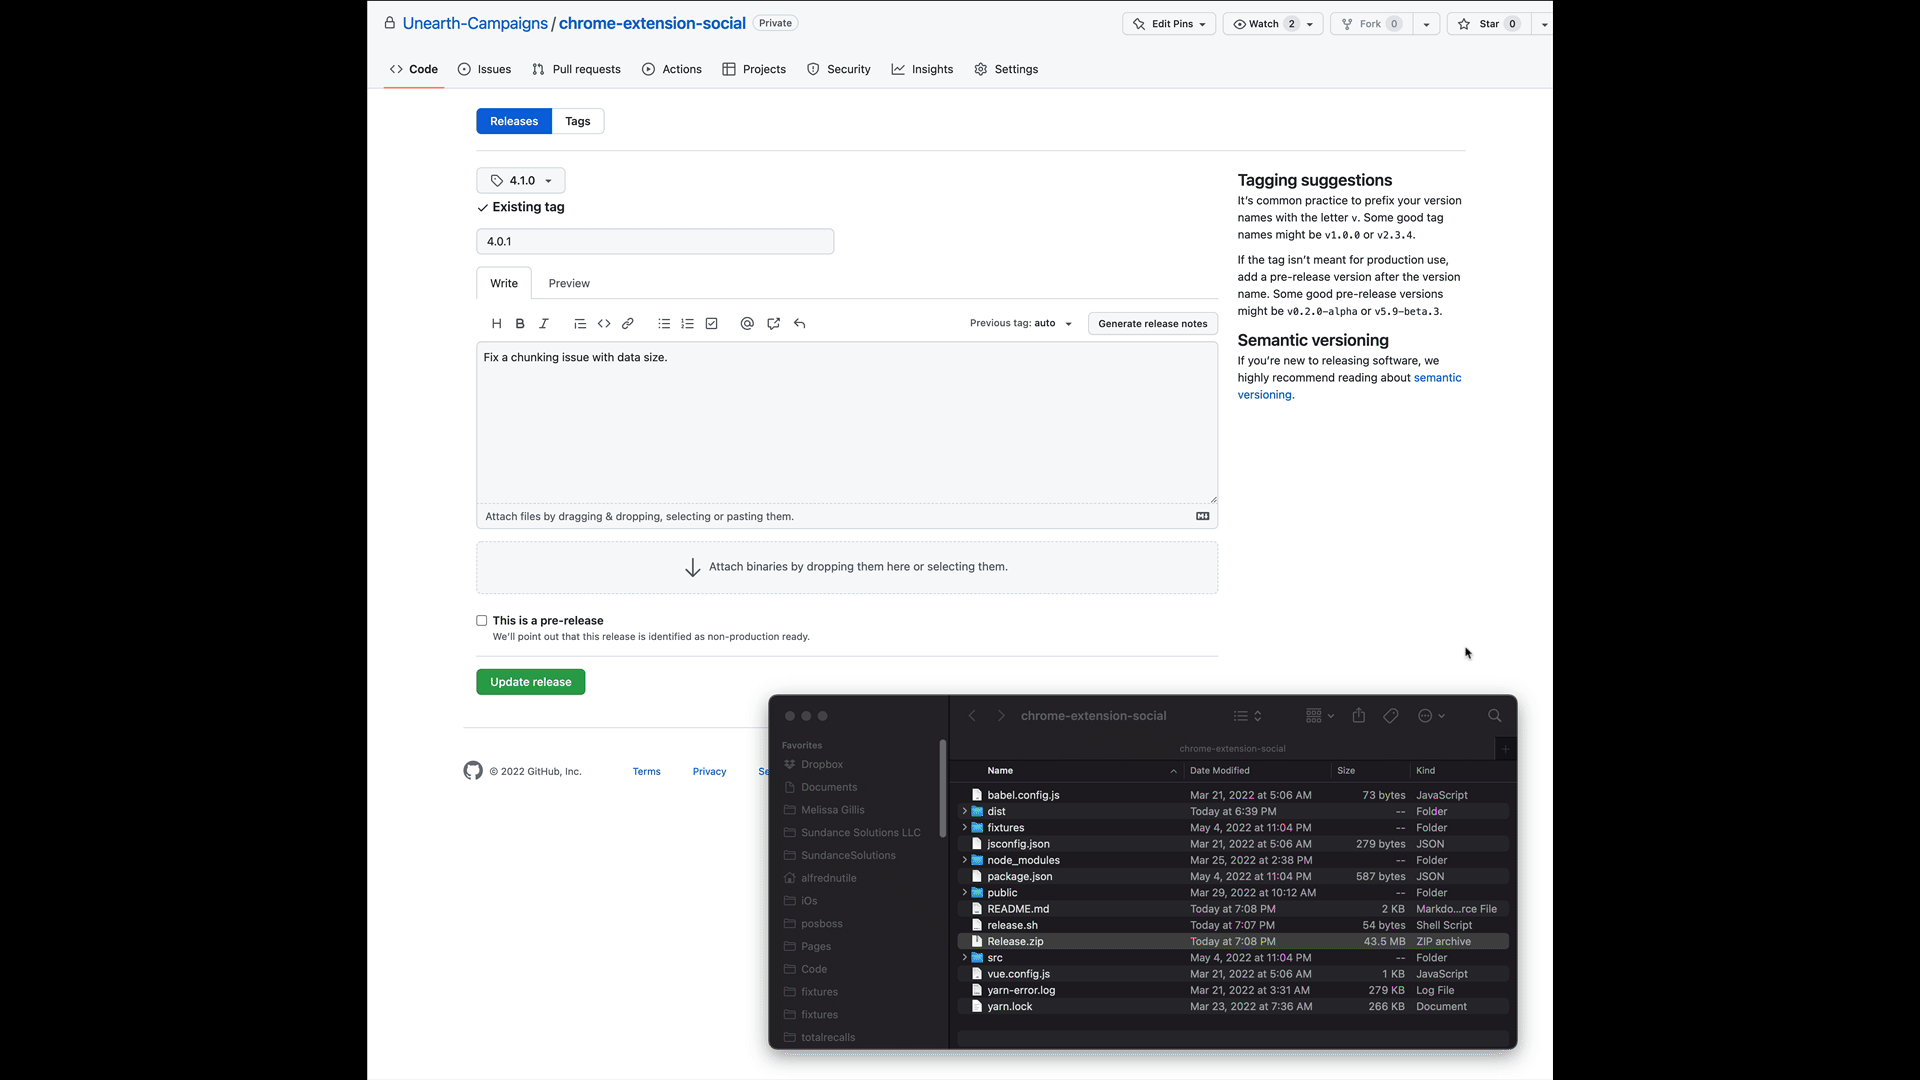 Unearth-Campaigns / chrome-extension-social Private
Edit Pins Watch 2 Fork 0 Star 0
Code Issues Pull requests Actions Projects Security Insights Settings
Releases Tags
4.1.0
Existing tag
4.0.1
Write Preview
Previous tag: auto Generate release notes
Fix a chunking issue with data size.
Attach files by dragging & dropping, selecting or pasting them.
Attach binaries by dropping them here or selecting them.
This is a pre-release
We'll point out that this release is identified as non-production ready.
Update release
Tagging suggestions
It's common practice to prefix your version
names with the letter v. Some good tag
names might be v1.0.0 or v2.3.4.
If the tag isn't meant for production use,
add a pre-release version after the version
name. Some good pre-release versions
might be v0.2.0-alpha or v5.9-beta.3.
Semantic versioning
If you're new to releasing software, we
highly recommend reading about semantic
versioning.
© 2022 GitHub, Inc. Terms Privacy Se
chrome-extension-social
chrome-extension-social
Favorites
Dropbox
Documents
Melissa Gillis
Sundance Solutions LLC
SundanceSolutions
alfrednutile
iOs
posboss
Pages
Code
fixtures
fixtures
totalrecalls
Name Date Modified Size Kind
babel.config.js Mar 21, 2022 at 5:06 AM 73 bytes JavaScript
dist Today at 6:39 PM -- Folder
fixtures May 4, 2022 at 11:04 PM -- Folder
jsconfig.json Mar 21, 2022 at 5:06 AM 279 bytes JSON
node_modules Mar 25, 2022 at 2:38 PM -- Folder
package.json May 4, 2022 at 11:04 PM 587 bytes JSON
public Mar 29, 2022 at 10:12 AM -- Folder
README.md Today at 7:08 PM 2 KB Markdo...rce File
release.sh Today at 7:07 PM 54 bytes Shell Script
Release.zip Today at 7:08 PM 43.5 MB ZIP archive
src May 4, 2022 at 11:04 PM -- Folder
vue.config.js Mar 21, 2022 at 5:06 AM 1 KB JavaScript
yarn-error.log Mar 21, 2022 at 3:31 AM 279 KB Log File
yarn.lock Mar 23, 2022 at 7:36 AM 266 KB Document